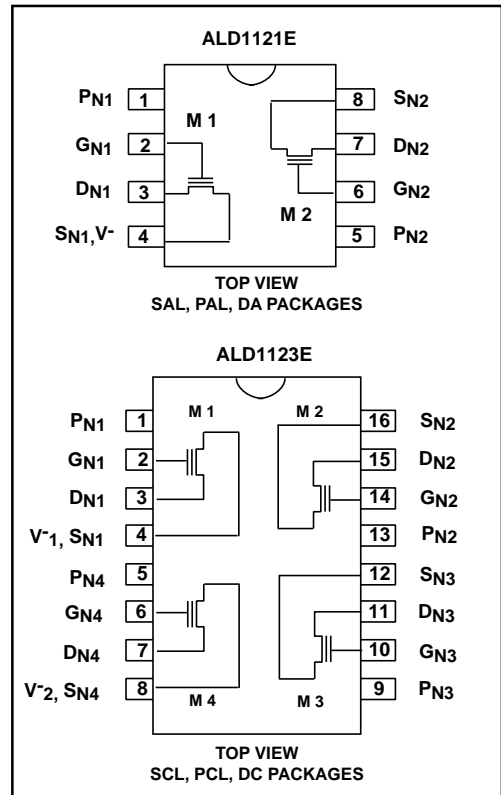 ALD1121E
PN1 1 8 SN2
M 1
GN1 2 7 DN2
DN1 3 6 GN2
M 2
SN1,V- 4 5 PN2
TOP VIEW
SAL, PAL, DA PACKAGES
ALD1123E
PN1 1 M 1 M 2 16 SN2
GN1 2 15 DN2
DN1 3 14 GN2
V-1, SN1 4 13 PN2
PN4 5 12 SN3
GN4 6 11 DN3
DN4 7 10 GN3
V-2, SN4 8 M 4 M 3 9 PN3
TOP VIEW
SCL, PCL, DC PACKAGES